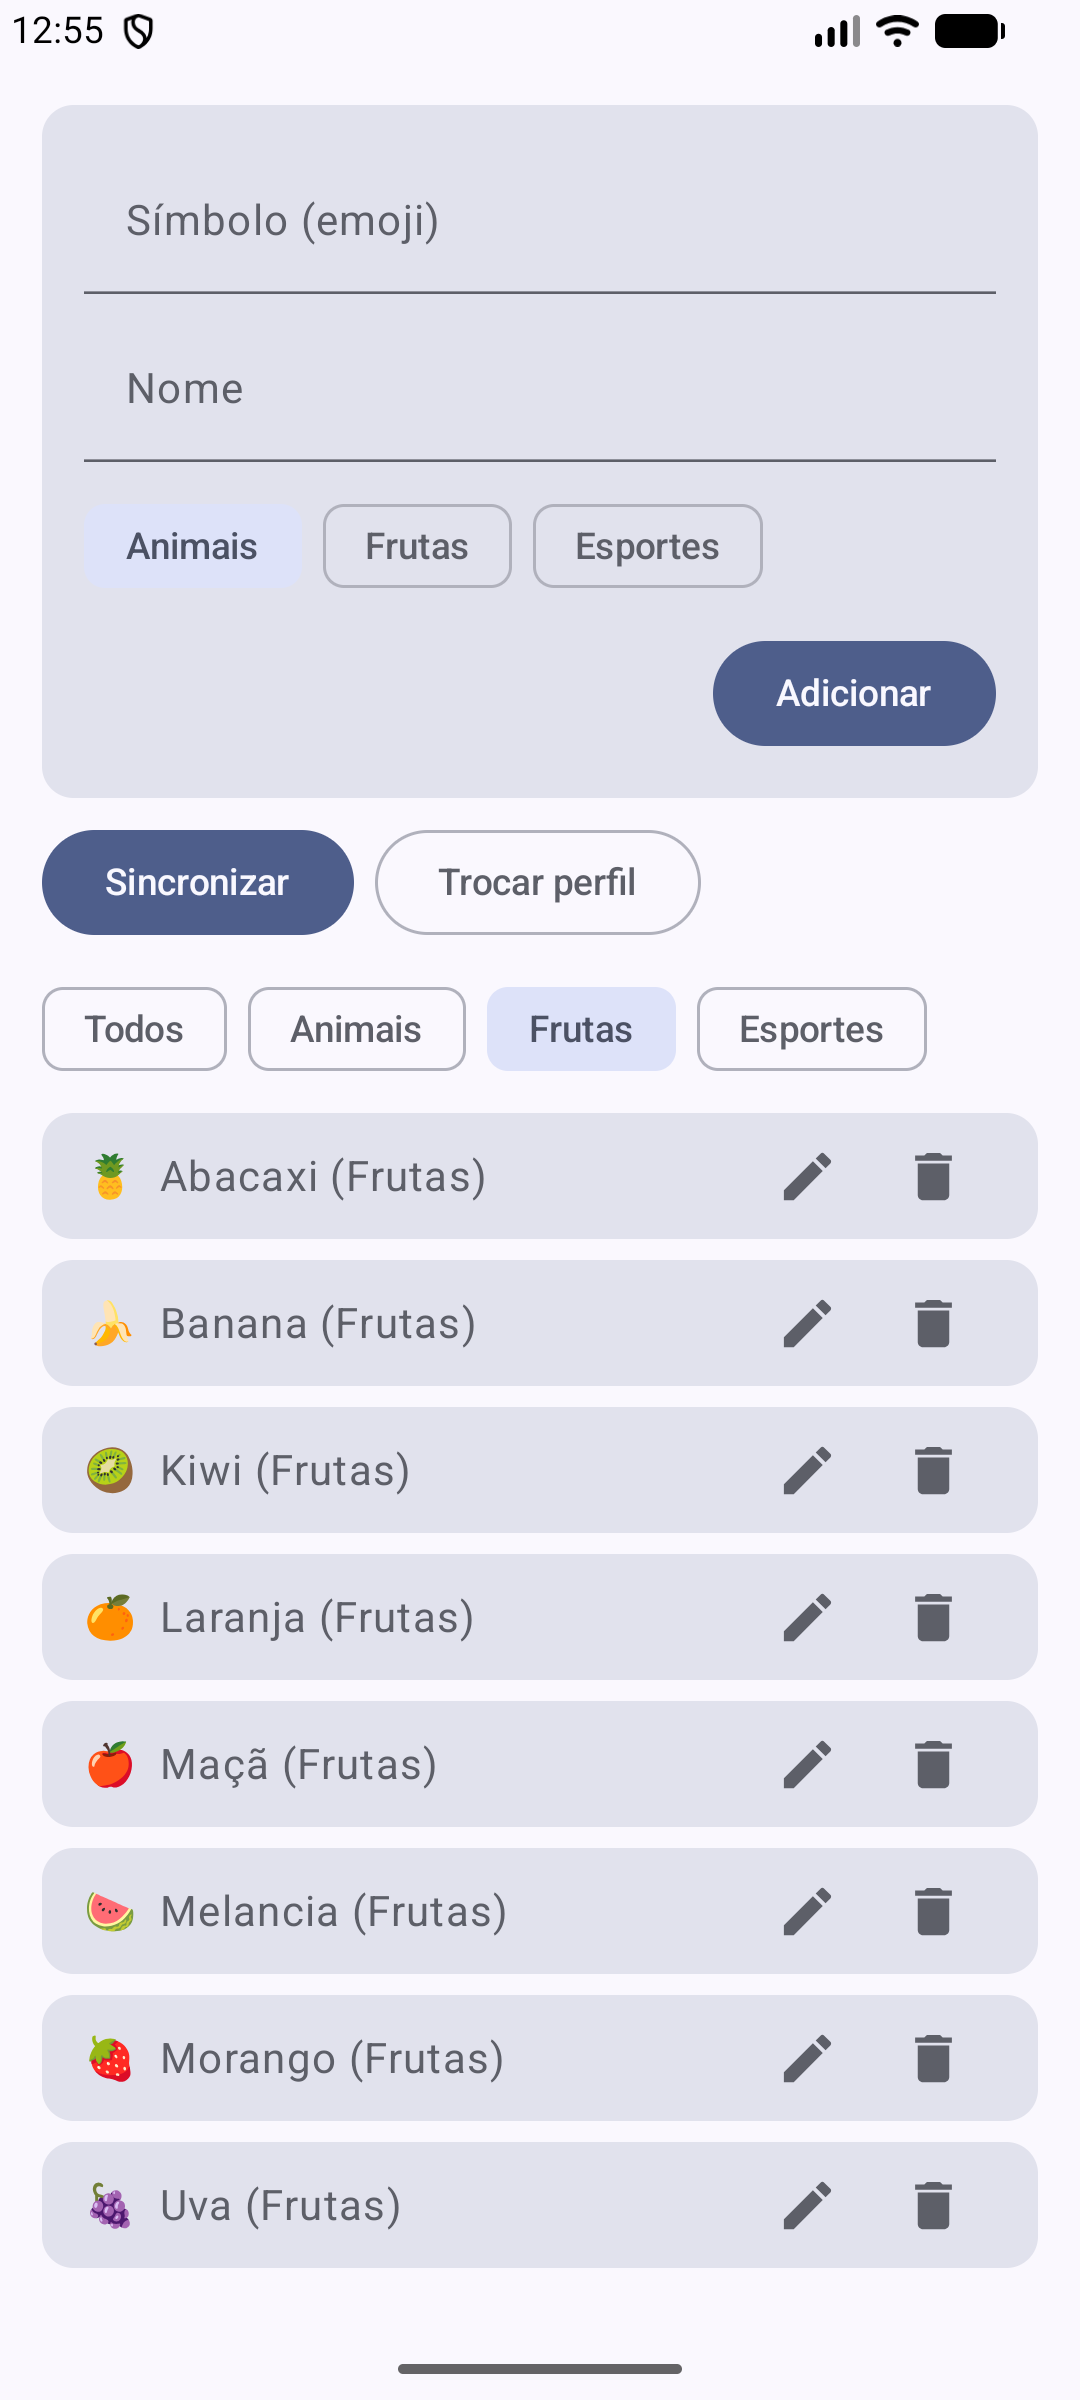 12:55
Símbolo (emoji)
Nome
Animais Frutas Esportes
Adicionar
Sincronizar Trocar perfil
Todos Animais Frutas Esportes
🍍 Abacaxi (Frutas)
🍌 Banana (Frutas)
🥝 Kiwi (Frutas)
🍊 Laranja (Frutas)
🍎 Maçã (Frutas)
🍉 Melancia (Frutas)
🍓 Morango (Frutas)
🍇 Uva (Frutas)